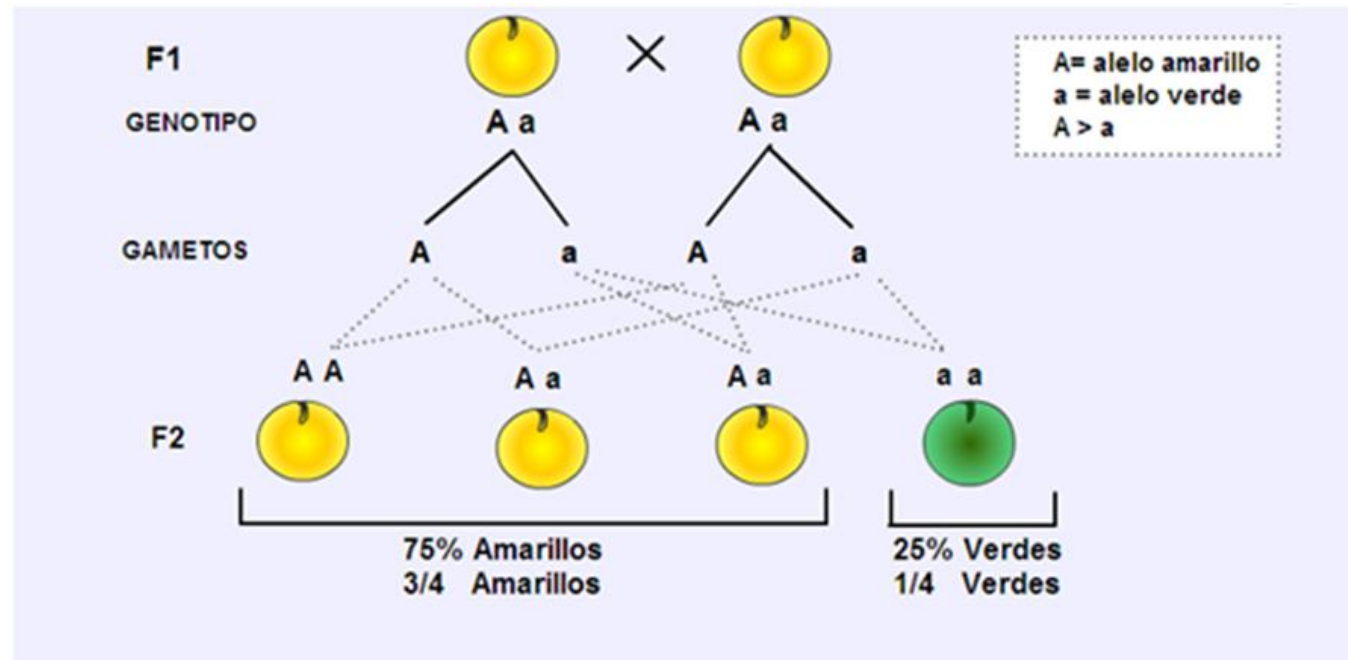 F1
A= alelo amarillo
a = alelo verde
A > a
GENOTIPO
A a
A a
GAMETOS
A
a
A
a
A A
A a
A a
a a
F2
75% Amarillos
3/4 Amarillos
25% Verdes
1/4 Verdes